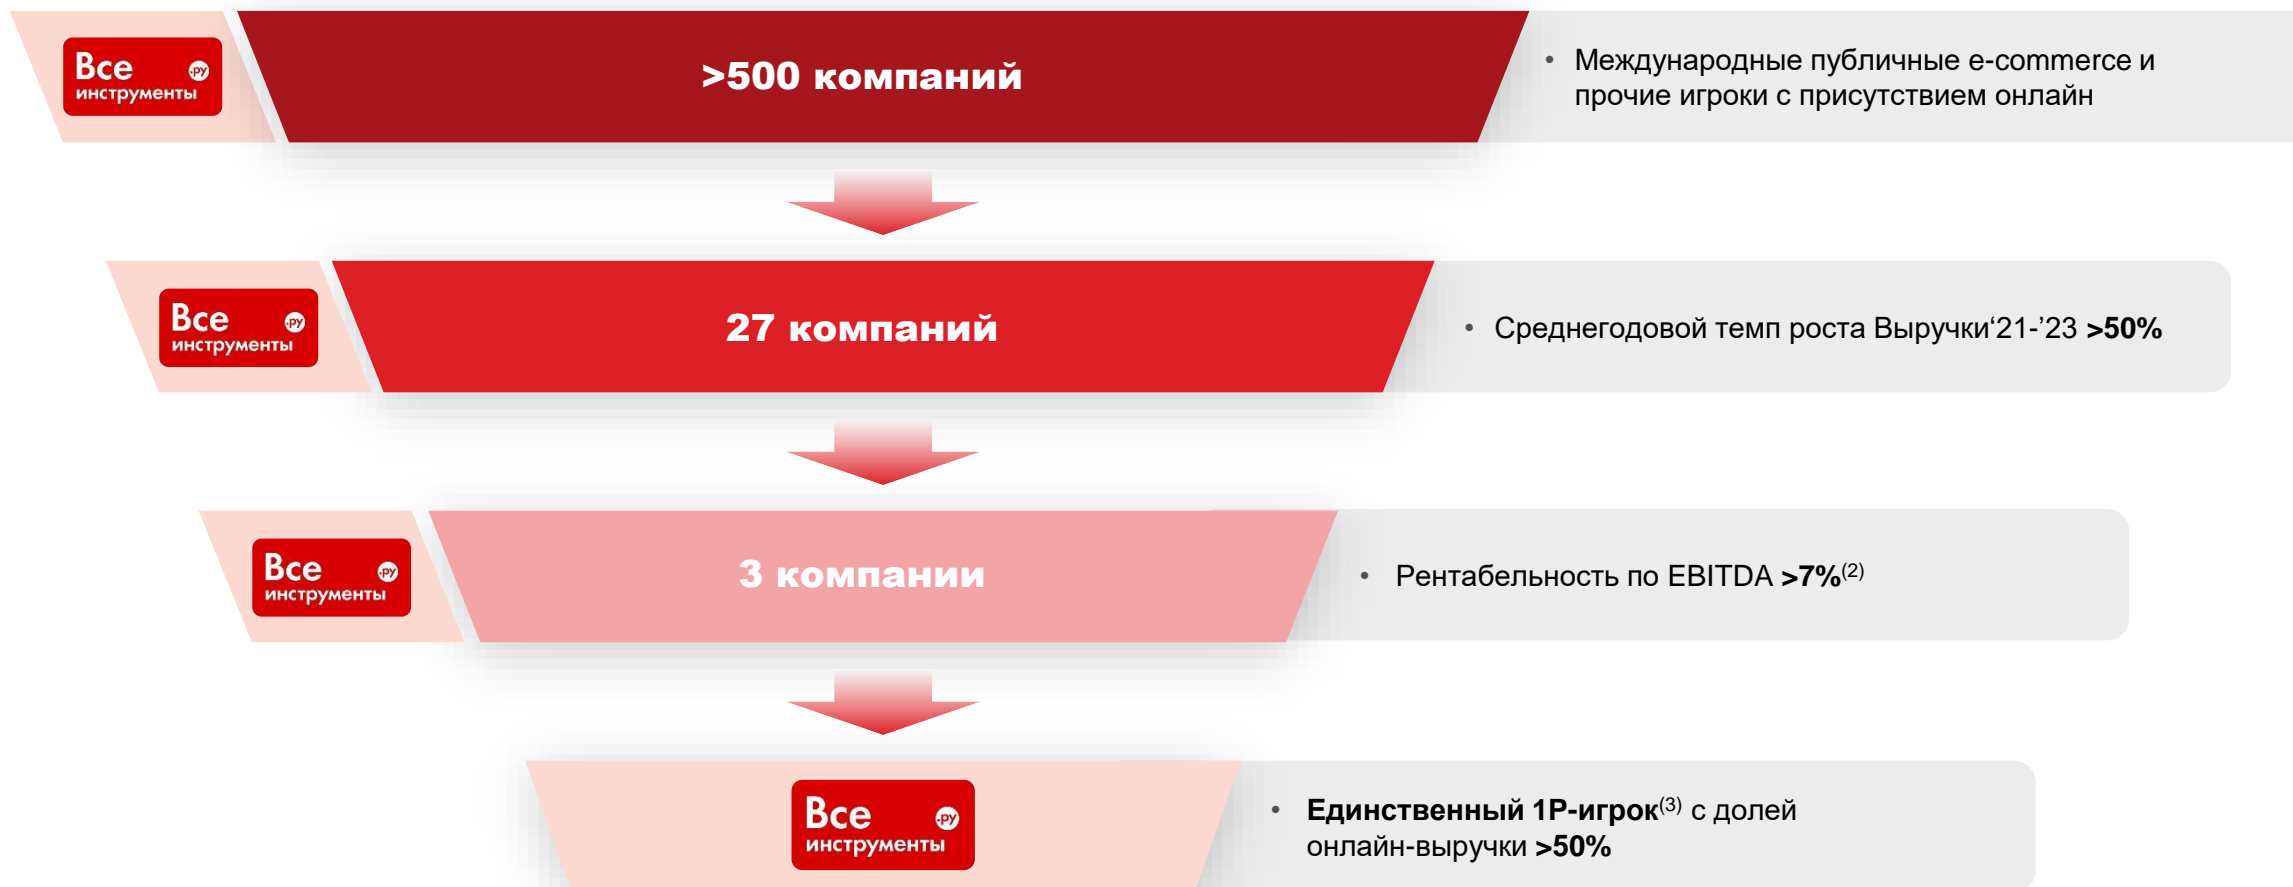 Все
.ру
инструменты
>500 компаний
• Международные публичные e-commerce и
прочие игроки с присутствием онлайн
Все
.ру
инструменты
27 компаний
• Среднегодовой темп роста Выручки‘21-’23 >50%
Все
.ру
инструменты
3 компании
• Рентабельность по EBITDA >7%(2)
Все
.ру
инструменты
• Единственный 1P-игрок(3) с долей
онлайн-выручки >50%